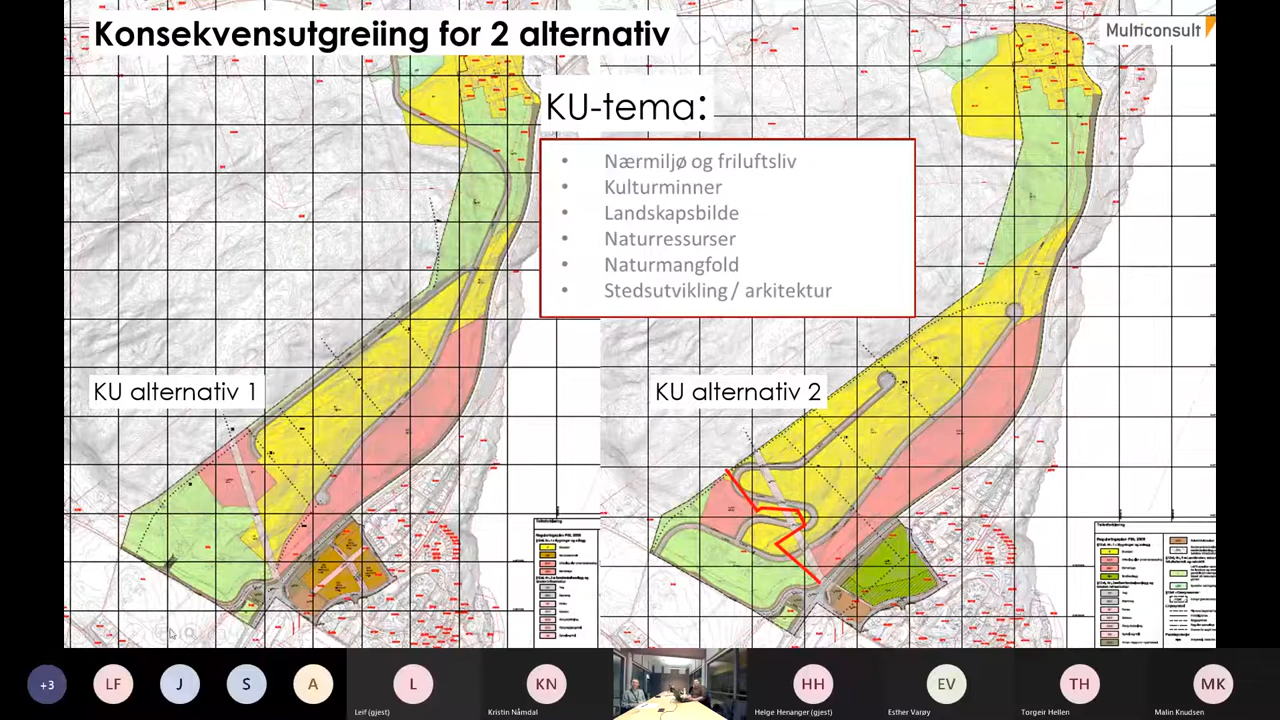 Konsekvensutgreiing for 2 alternativ
Multiconsult
KU-tema:
• Nærmiljø og friluftsliv
• Kulturminner
• Landskapsbilde
• Naturressurser
• Naturmangfold
• Stedsutvikling / arkitektur
KU alternativ 1
KU alternativ 2
+3
LF
J
S
A
L
KN
HH
EV
TH
MK
Leif (gjest)
Kristin Nåmdal
Helge Henanger (gjest)
Esther Varøy
Torgeir Hellen
Malin Knudsen